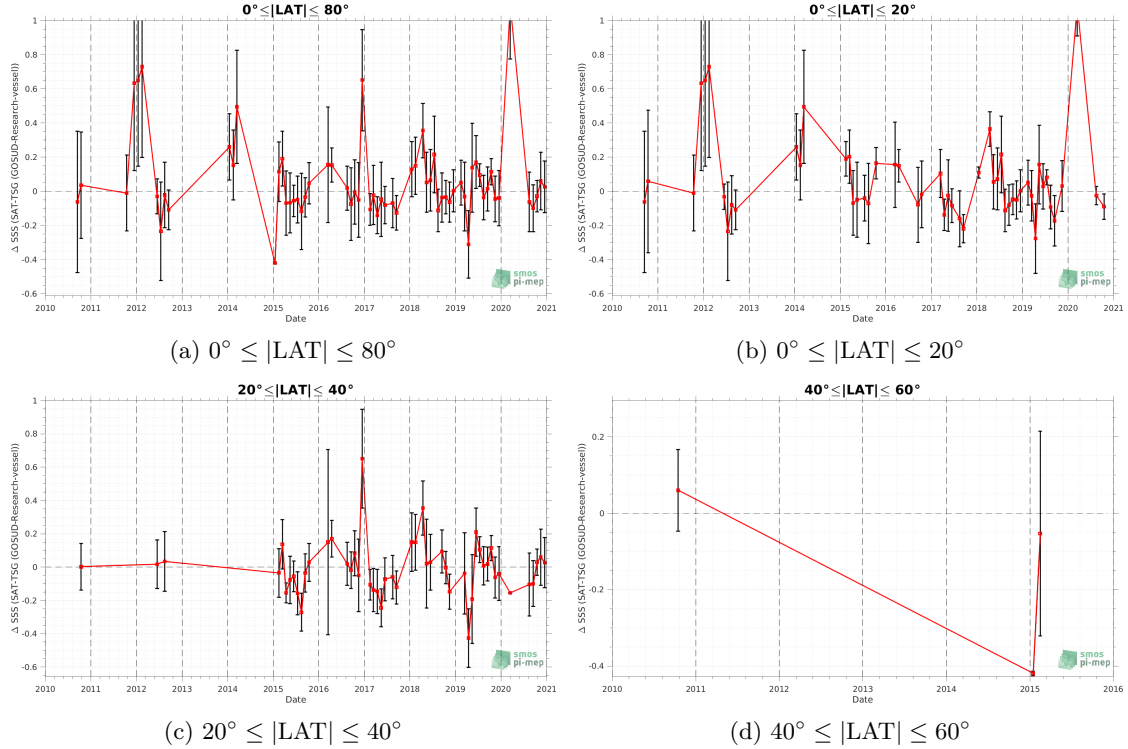 0°≤|LAT|≤ 80°
Δ SSS (SAT-TSG (GOSUD-Research-vessel))
1
0.8
0.6
0.4
0.2
0
-0.2
-0.4
-0.6
2010 2011 2012 2013 2014 2015 2016 2017 2018 2019 2020 2021
Date
smos
pi-mep
(a) 0° ≤ |LAT| ≤ 80°
0°≤|LAT|≤ 20°
Δ SSS (SAT-TSG (GOSUD-Research-vessel))
1
0.8
0.6
0.4
0.2
0
-0.2
-0.4
-0.6
2010 2011 2012 2013 2014 2015 2016 2017 2018 2019 2020 2021
Date
smos
pi-mep
(b) 0° ≤ |LAT| ≤ 20°
20°≤|LAT|≤ 40°
Δ SSS (SAT-TSG (GOSUD-Research-vessel))
1
0.8
0.6
0.4
0.2
0
-0.2
-0.4
-0.6
2010 2011 2012 2013 2014 2015 2016 2017 2018 2019 2020 2021
Date
smos
pi-mep
(c) 20° ≤ |LAT| ≤ 40°
40°≤|LAT|≤ 60°
Δ SSS (SAT-TSG (GOSUD-Research-vessel))
0.2
0
-0.2
-0.4
2010 2011 2012 2013 2014 2015 2016
Date
smos
pi-mep
(d) 40° ≤ |LAT| ≤ 60°